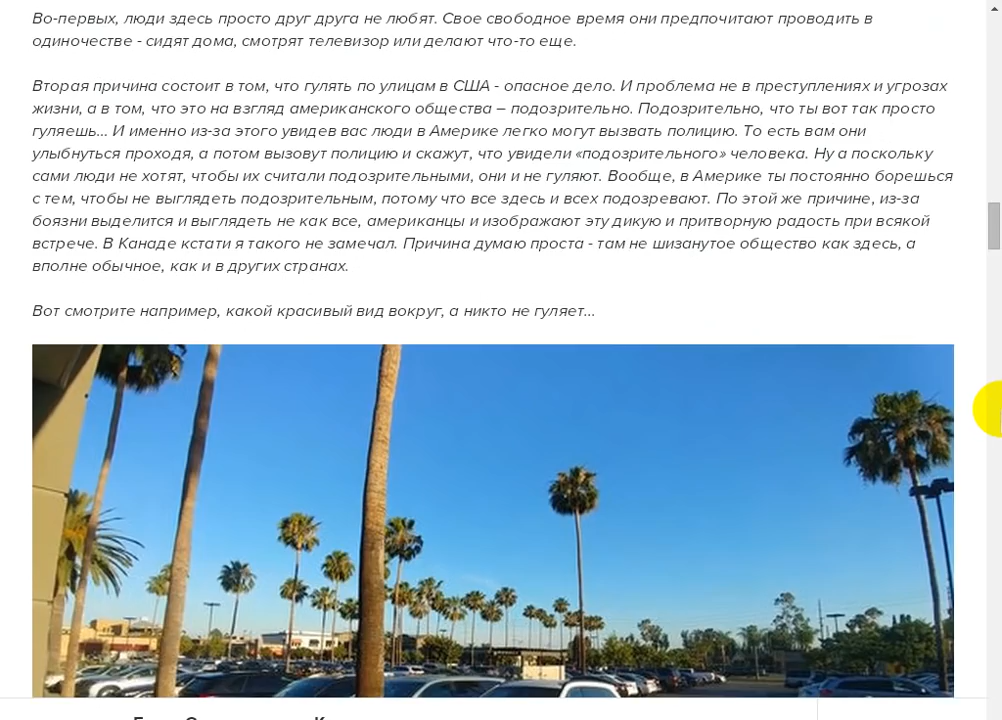 Во-первых, люди здесь просто друг друга не любят. Свое свободное время они предпочитают проводить в
одиночестве - сидят дома, смотрят телевизор или делают что-то еще.
Вторая причина состоит в том, что гулять по улицам в США - опасное дело. И проблема не в преступлениях и угрозах
жизни, а в том, что это на взгляд американского общества – подозрительно. Подозрительно, что ты вот так просто
гуляешь... И именно из-за этого увидев вас люди в Америке легко могут вызвать полицию. То есть вам они
улыбнуться проходя, а потом вызовут полицию и скажут, что увидели «подозрительного» человека. Ну а поскольку
сами люди не хотят, чтобы их считали подозрительными, они и не гуляют. Вообще, в Америке ты постоянно борешься
с тем, чтобы не выглядеть подозрительным, потому что все здесь и всех подозревают. По этой же причине, из-за
боязни выделится и выглядеть не как все, американцы и изображают эту дикую и притворную радость при всякой
встрече. В Канаде кстати я такого не замечал. Причина думаю проста - там не шизанутое общество как здесь, а
вполне обычное, как и в других странах.
Вот смотрите например, какой красивый вид вокруг, а никто не гуляет...